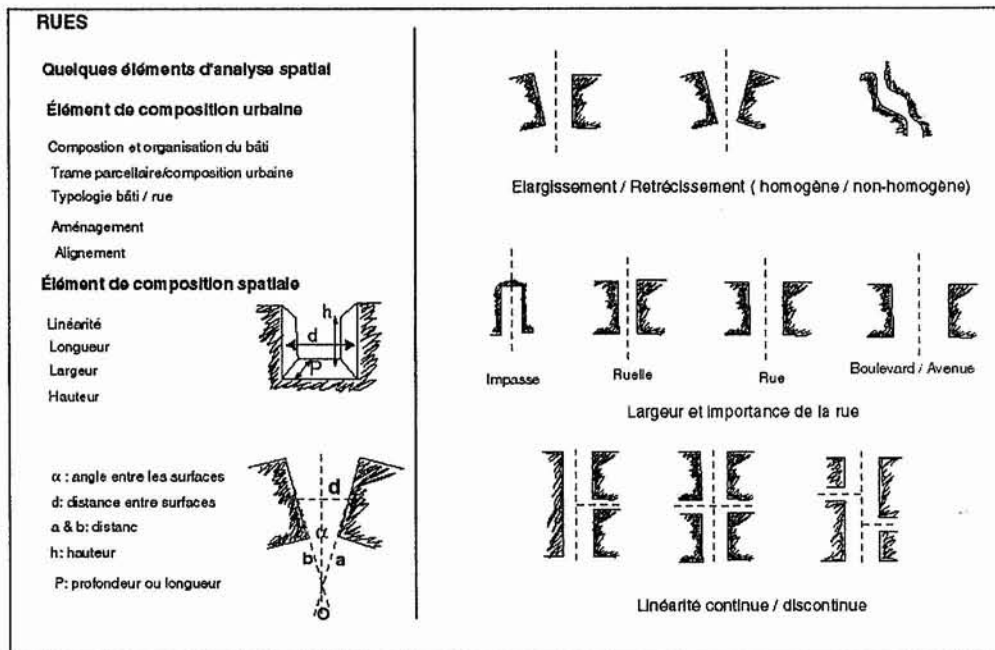 RUES
Quelques éléments d'analyse spatial
Élément de composition urbaine
Compostion et organisation du bâti
Trame parcellaire/composition urbaine
Typologie bâti / rue
Aménagement
Alignement
Élément de composition spatiale
Linéarité
Longueur
Largeur
Hauteur
h
d
P
α : angle entre les surfaces
d: distance entre surfaces
a & b: distanc
h: hauteur
P: profondeur ou longueur
d
α
b a
O
Elargissement / Retrécissement ( homogène / non-homogène)
Impasse
Ruelle
Rue
Boulevard / Avenue
Largeur et importance de la rue
Linéarité continue / discontinue